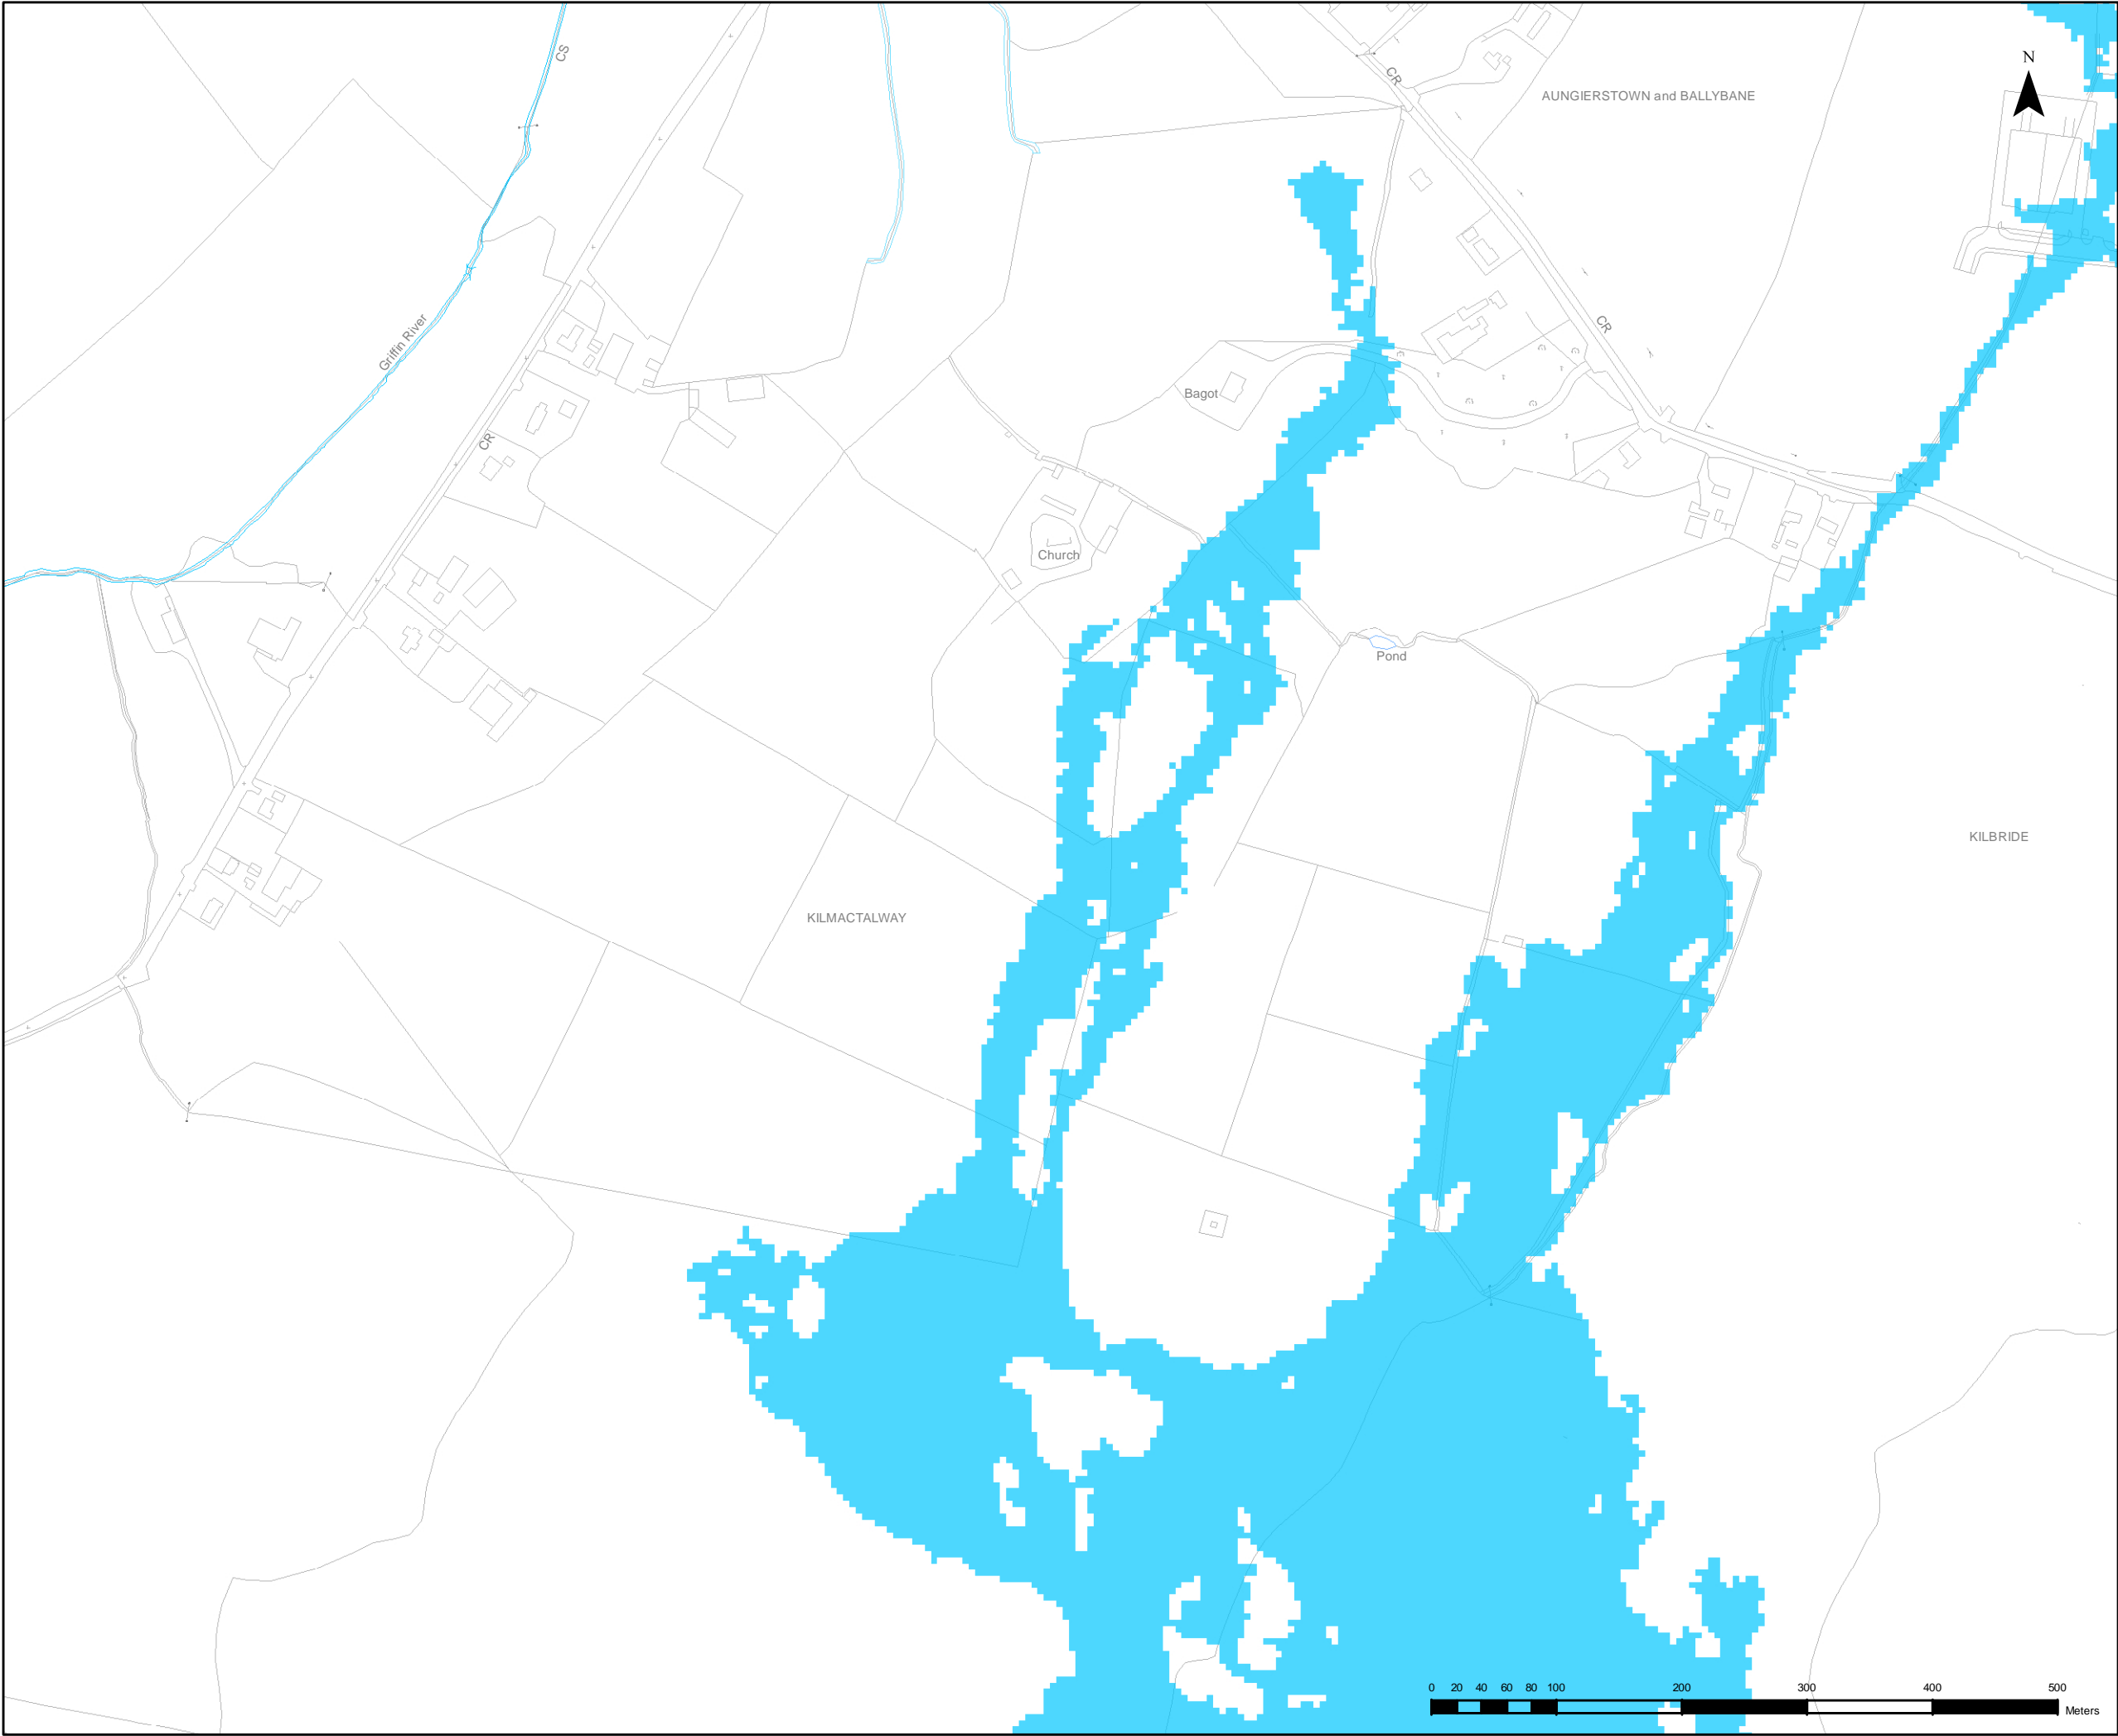 CS
CR
N
AUNGIERSTOWN and BALLYBANE
Griffin River
CR
Bagot
CR
Church
Pond
KILBRIDE
KILMACTALWAY
0 20 40 60 80 100 200 300 400 500
Meters